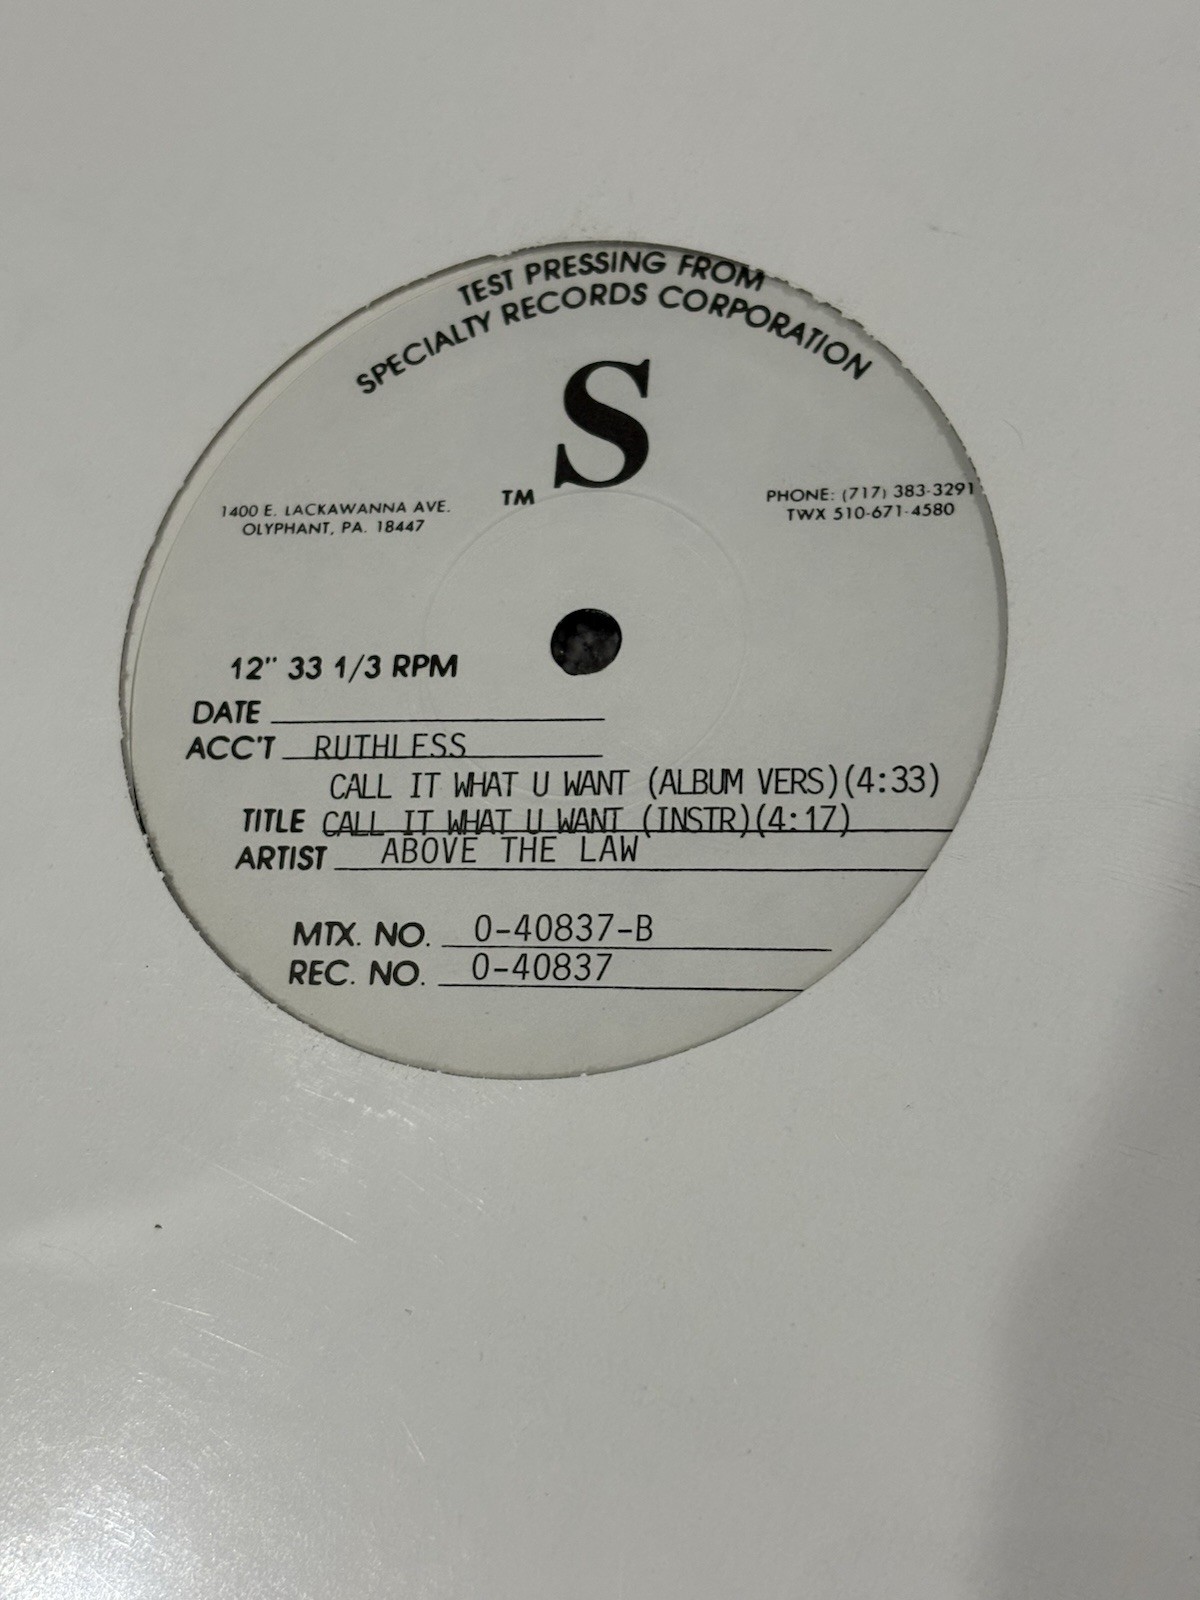 TEST PRESSING FROM
SPECIALTY RECORDS CORPORATION
S
TM
1400 E. LACKAWANNA AVE.
OLYPHANT, PA. 18447
PHONE: (717) 383-3291
TWX 510-671-4580
12" 33 1/3 RPM
DATE
ACC'T RUTHLESS
CALL IT WHAT U WANT (ALBUM VERS)(4:33)
TITLE CALL IT WHAT U WANT (INSTR)(4:17)
ARTIST ABOVE THE LAW
MTX. NO. 0-40837-B
REC. NO. 0-40837